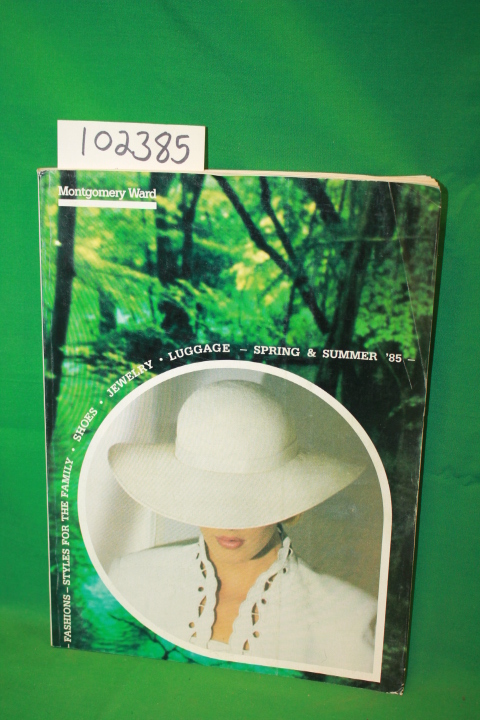 102385
Montgomery Ward
– FASHIONS – STYLES FOR THE FAMILY • SHOES • JEWELRY • LUGGAGE – SPRING & SUMMER '85 –